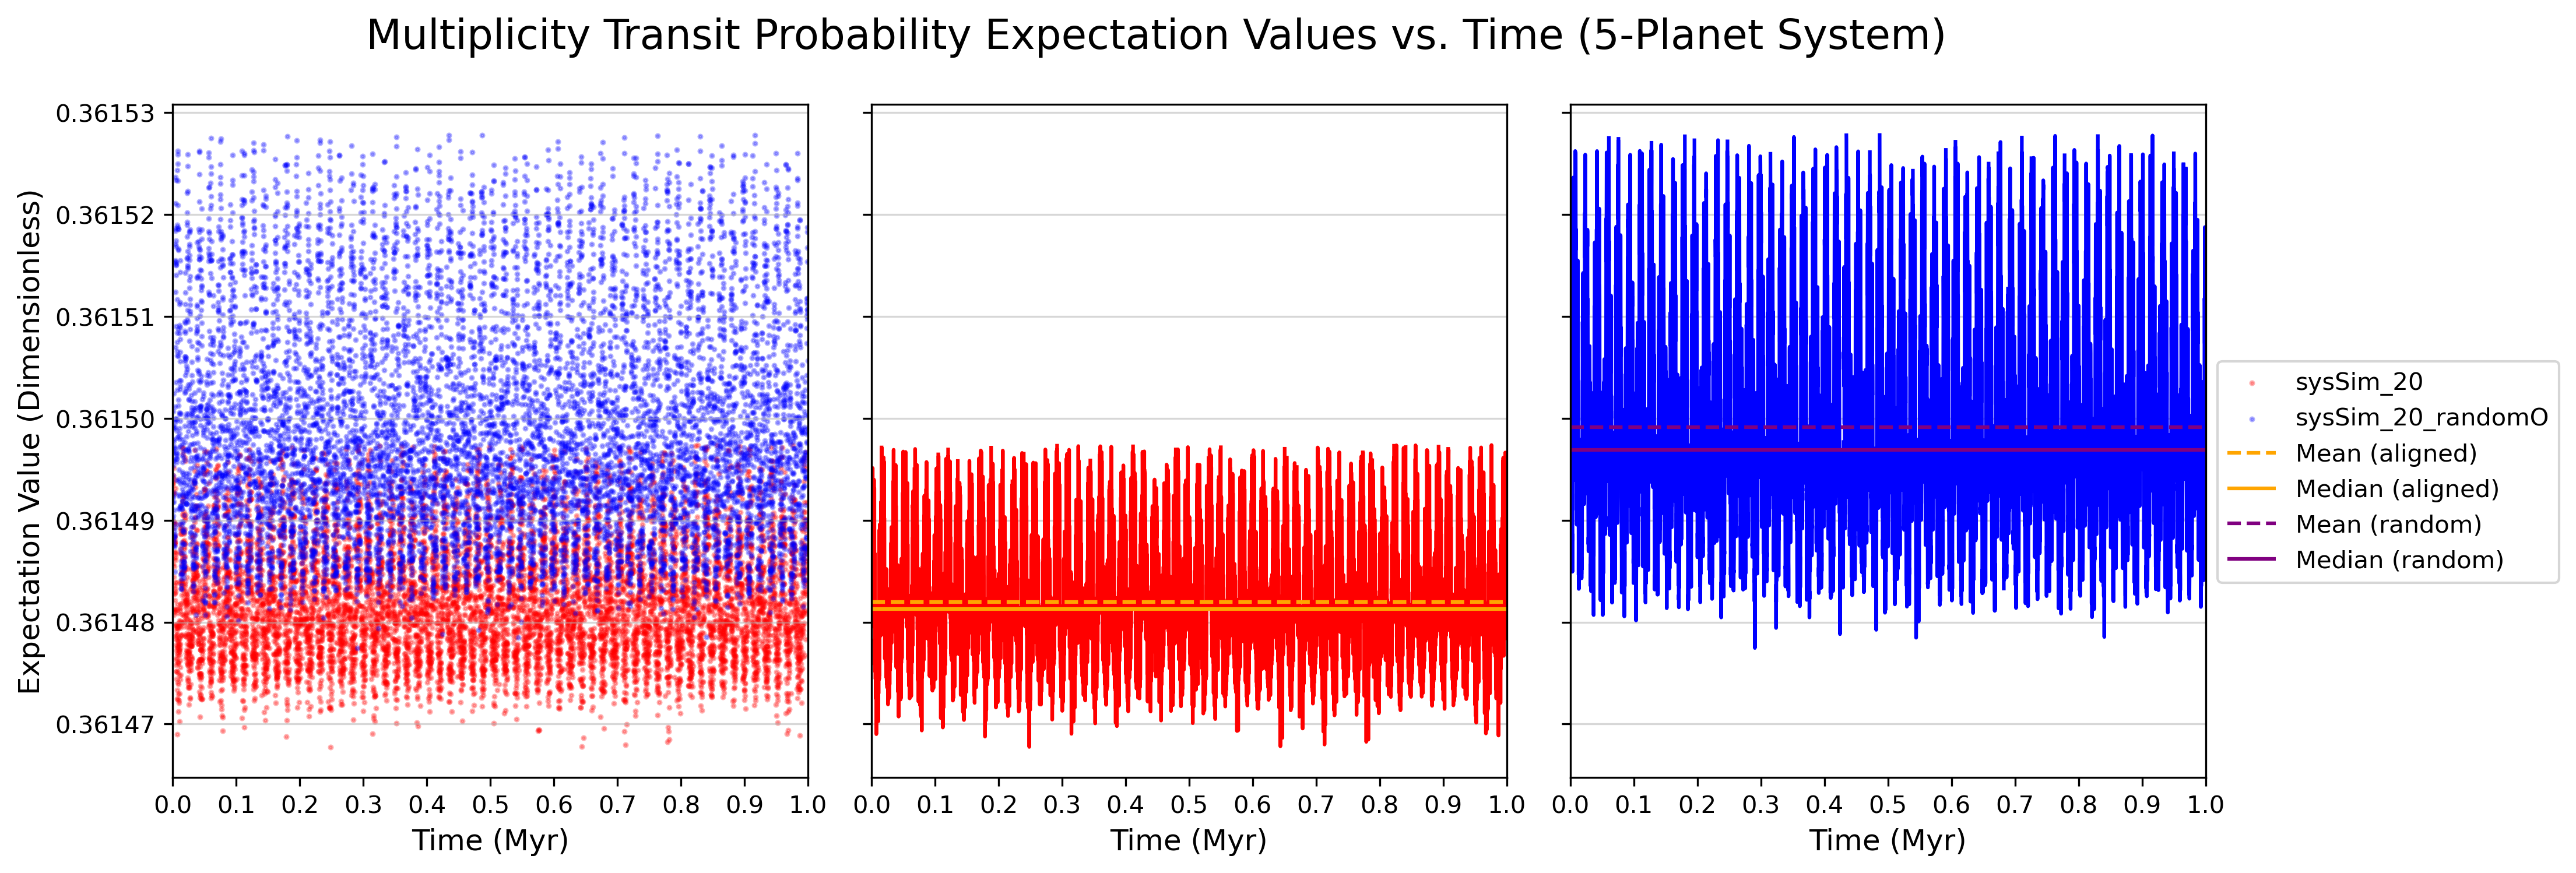 Multiplicity Transit Probability Expectation Values vs. Time (5-Planet System)
Expectation Value (Dimensionless)
0.36153
0.36152
0.36151
0.36150
0.36149
0.36148
0.36147
0.0 0.1 0.2 0.3 0.4 0.5 0.6 0.7 0.8 0.9 1.0
Time (Myr)
0.0 0.1 0.2 0.3 0.4 0.5 0.6 0.7 0.8 0.9 1.0
Time (Myr)
0.0 0.1 0.2 0.3 0.4 0.5 0.6 0.7 0.8 0.9 1.0
Time (Myr)
sysSim_20
sysSim_20_randomO
Mean (aligned)
Median (aligned)
Mean (random)
Median (random)